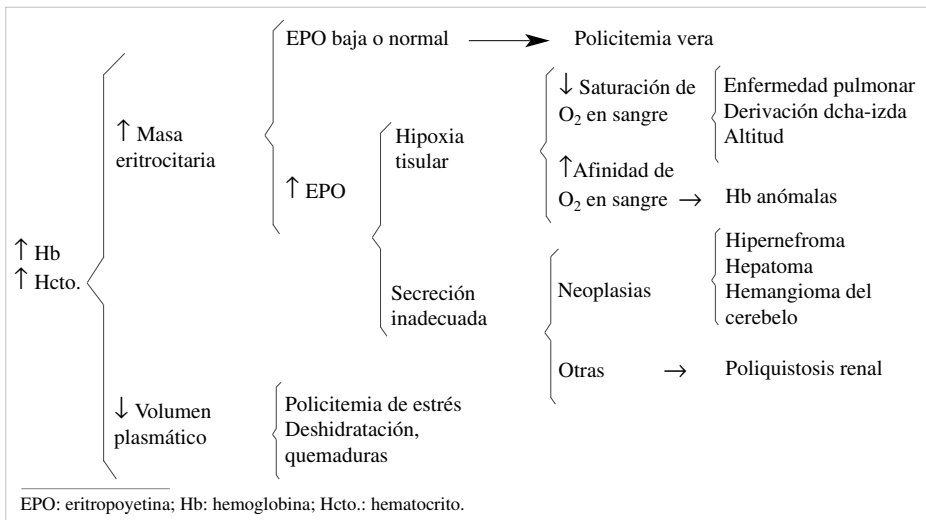 ↑ Hb
↑ Hcto.
↑ Masa
eritrocitaria
EPO baja o normal → Policitemia vera
↑ EPO
Hipoxia
tisular
↓ Saturación de
O₂ en sangre
Enfermedad pulmonar
Derivación dcha-izda
Altitud
↑Afinidad de
O₂ en sangre → Hb anómalas
Secreción
inadecuada
Neoplasias
Hipernefroma
Hepatoma
Hemangioma del
cerebelo
Otras → Poliquistosis renal
↓ Volumen
plasmático
Policitemia de estrés
Deshidratación,
quemaduras
EPO: eritropoyetina; Hb: hemoglobina; Hcto.: hematocrito.